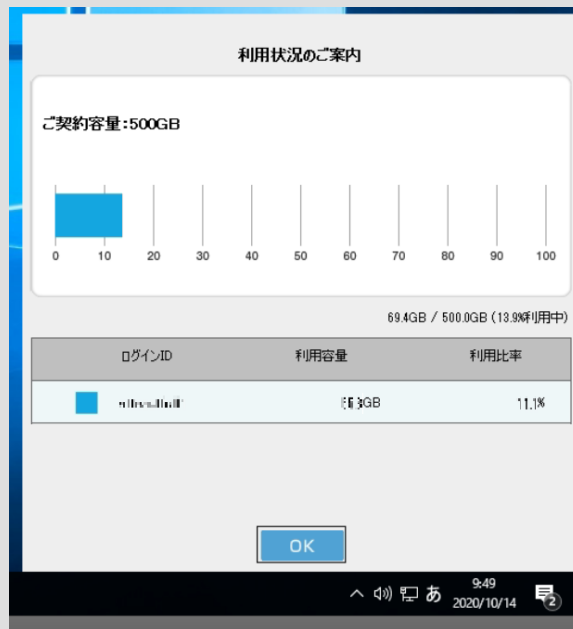 利用状況のご案内
ご契約容量:500GB
0 10 20 30 40 50 60 70 80 90 100
69.4GB / 500.0GB (13.9%利用中)
ログインID 利用容量 利用比率
GB 11.1%
OK
あ 9:49
2020/10/14 2